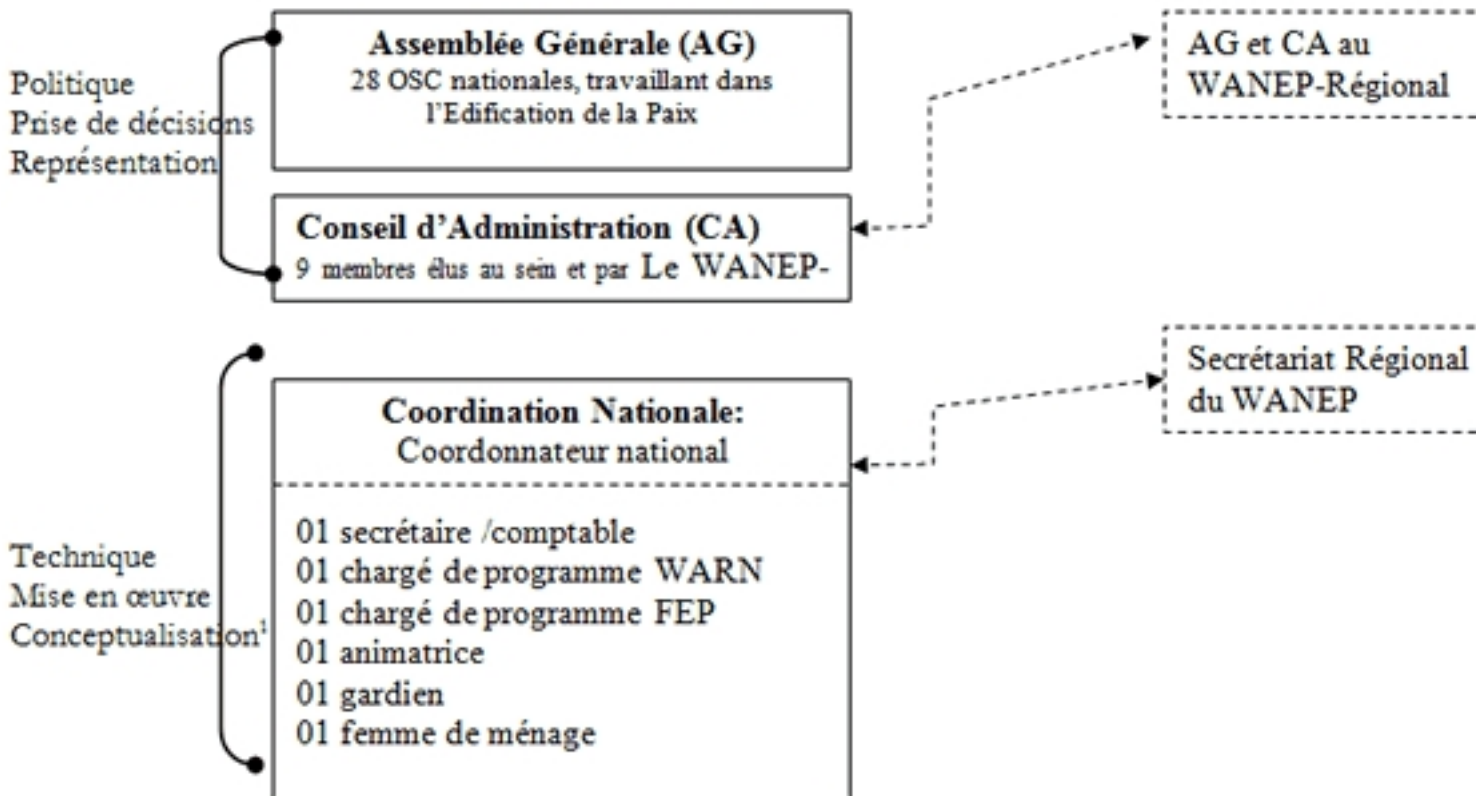 Politique
Prise de décisions
Représentation
Assemblée Générale (AG)
28 OSC nationales, travaillant dans
l'Edification de la Paix
Conseil d'Administration (CA)
9 membres élus au sein et par Le WANEP-
AG et CA au
WANEP-Régional
Technique
Mise en œuvre
Conceptualisation¹
Coordination Nationale:
Coordonnateur national
01 secrétaire /comptable
01 chargé de programme WARN
01 chargé de programme FEP
01 animatrice
01 gardien
01 femme de ménage
Secrétariat Régional
du WANEP